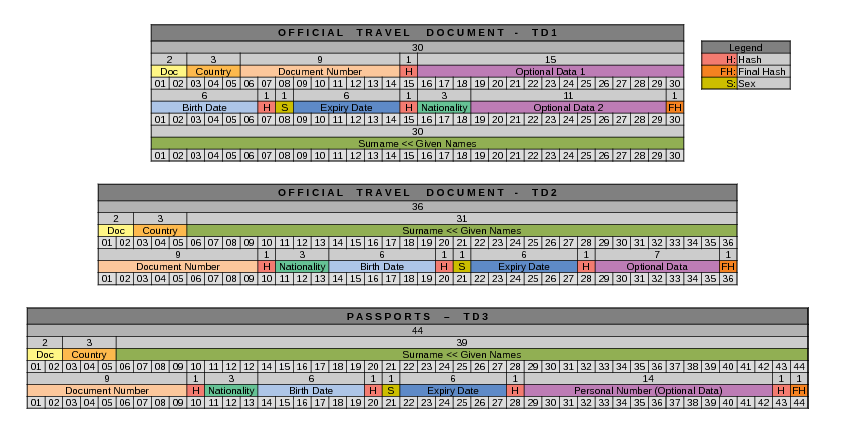 OFFICIAL TRAVEL DOCUMENT - TD1
30
2 3 9 1 15
Doc Country Document Number H Optional Data 1
01 02 03 04 05 06 07 08 09 10 11 12 13 14 15 16 17 18 19 20 21 22 23 24 25 26 27 28 29 30
6 1 1 6 1 3 11 1
Birth Date H S Expiry Date H Nationality Optional Data 2 FH
01 02 03 04 05 06 07 08 09 10 11 12 13 14 15 16 17 18 19 20 21 22 23 24 25 26 27 28 29 30
30
Surname << Given Names
01 02 03 04 05 06 07 08 09 10 11 12 13 14 15 16 17 18 19 20 21 22 23 24 25 26 27 28 29 30
Legend
H: Hash
FH: Final Hash
S: Sex
OFFICIAL TRAVEL DOCUMENT - TD2
36
2 3 31
Doc Country Surname << Given Names
01 02 03 04 05 06 07 08 09 10 11 12 13 14 15 16 17 18 19 20 21 22 23 24 25 26 27 28 29 30 31 32 33 34 35 36
9 1 3 6 1 1 6 1 7 1
Document Number H Nationality Birth Date H S Expiry Date H Optional Data FH
01 02 03 04 05 06 07 08 09 10 11 12 13 14 15 16 17 18 19 20 21 22 23 24 25 26 27 28 29 30 31 32 33 34 35 36
PASSPORTS – TD3
44
2 3 39
Doc Country Surname << Given Names
01 02 03 04 05 06 07 08 09 10 11 12 13 14 15 16 17 18 19 20 21 22 23 24 25 26 27 28 29 30 31 32 33 34 35 36 37 38 39 40 41 42 43 44
9 1 3 6 1 1 6 1 14 1 1
Document Number H Nationality Birth Date H S Expiry Date H Personal Number (Optional Data) H FH
01 02 03 04 05 06 07 08 09 10 11 12 13 14 15 16 17 18 19 20 21 22 23 24 25 26 27 28 29 30 31 32 33 34 35 36 37 38 39 40 41 42 43 44